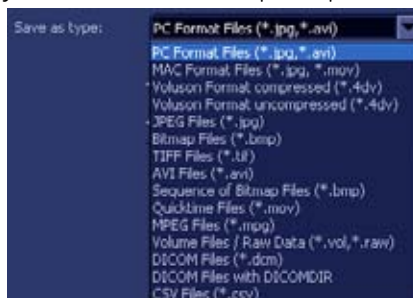 Save as type: PC Format Files (*.jpg,*.avi)
PC Format Files (*.jpg,*.avi)
MAC Format Files (*.jpg, *.mov)
Voluson Format compressed (*.4dv)
Voluson Format uncompressed (*.4dv)
JPEG Files (*.jpg)
Bitmap Files (*.bmp)
TIFF Files (*.tif)
AVI Files (*.avi)
Sequence of Bitmap Files (*.bmp)
Quicktime Files (*.mov)
MPEG Files (*.mpg)
Volume Files / Raw Data (*.vol,*.raw)
DICOM Files (*.dcm)
DICOM Files with DICOMDIR
CSV Files (*.csv)